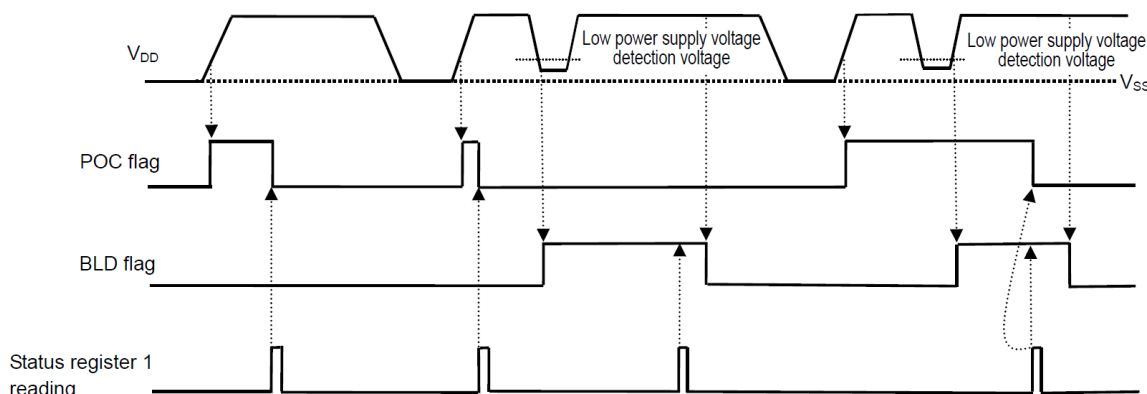 VDD
Low power supply voltage
detection voltage
Low power supply voltage
detection voltage
VSS
POC flag
BLD flag
Status register 1
reading